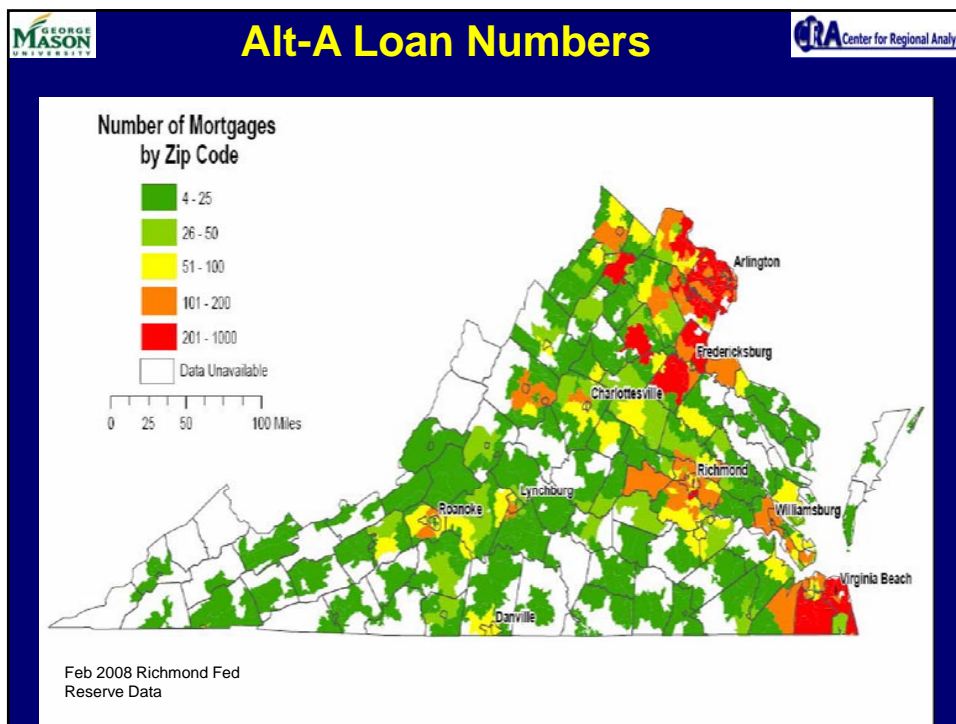 GEORGE
MASON
UNIVERSITY
Alt-A Loan Numbers
CRA Center for Regional Analy
Number of Mortgages
by Zip Code
4 - 25
26 - 50
51 - 100
101 - 200
201 - 1000
Data Unavailable
0 25 50 100 Miles
Arlington
Fredericksburg
Charlottesville
Richmond
Lynchburg
Roanoke
Williamsburg
Virginia Beach
Danville
Feb 2008 Richmond Fed
Reserve Data